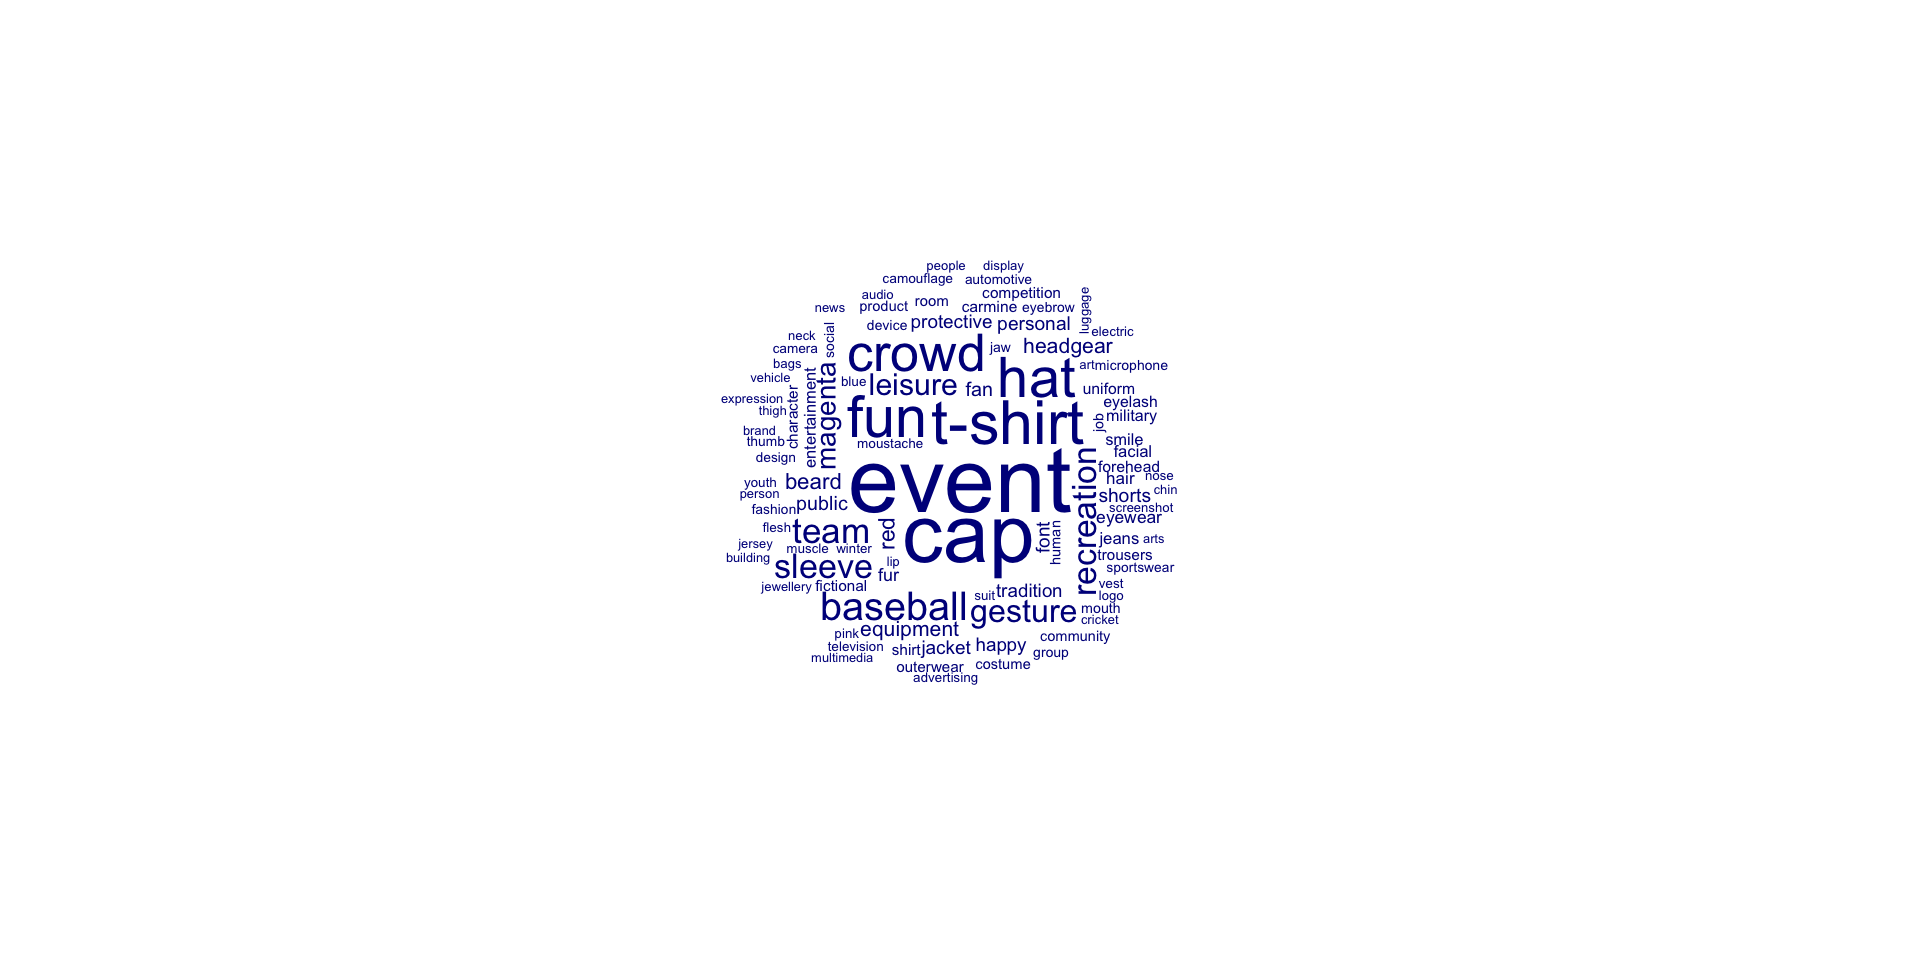 people display
camouflage automotive
audio competition
product room carmine eyebrow luggage
news
device protective personal
electric
neck social
crowd jaw headgear
camera
bags hat art microphone
vehicle magenta blue leisure fan uniform
expression entertainment eyelash
thigh character fun t-shirt job military
brand
thumb moustache smile
design facial
event recreation forehead
youth beard hair nose
person public shorts chin
fashion screenshot
flesh team red cap font human eyewear
jersey muscle winter jeans arts
building lip trousers
sleeve fur sportswear
jewellery fictional vest
suit tradition logo
baseball gesture mouth
cricket
pink equipment community
television shirt jacket happy group
multimedia
outerwear costume
advertising